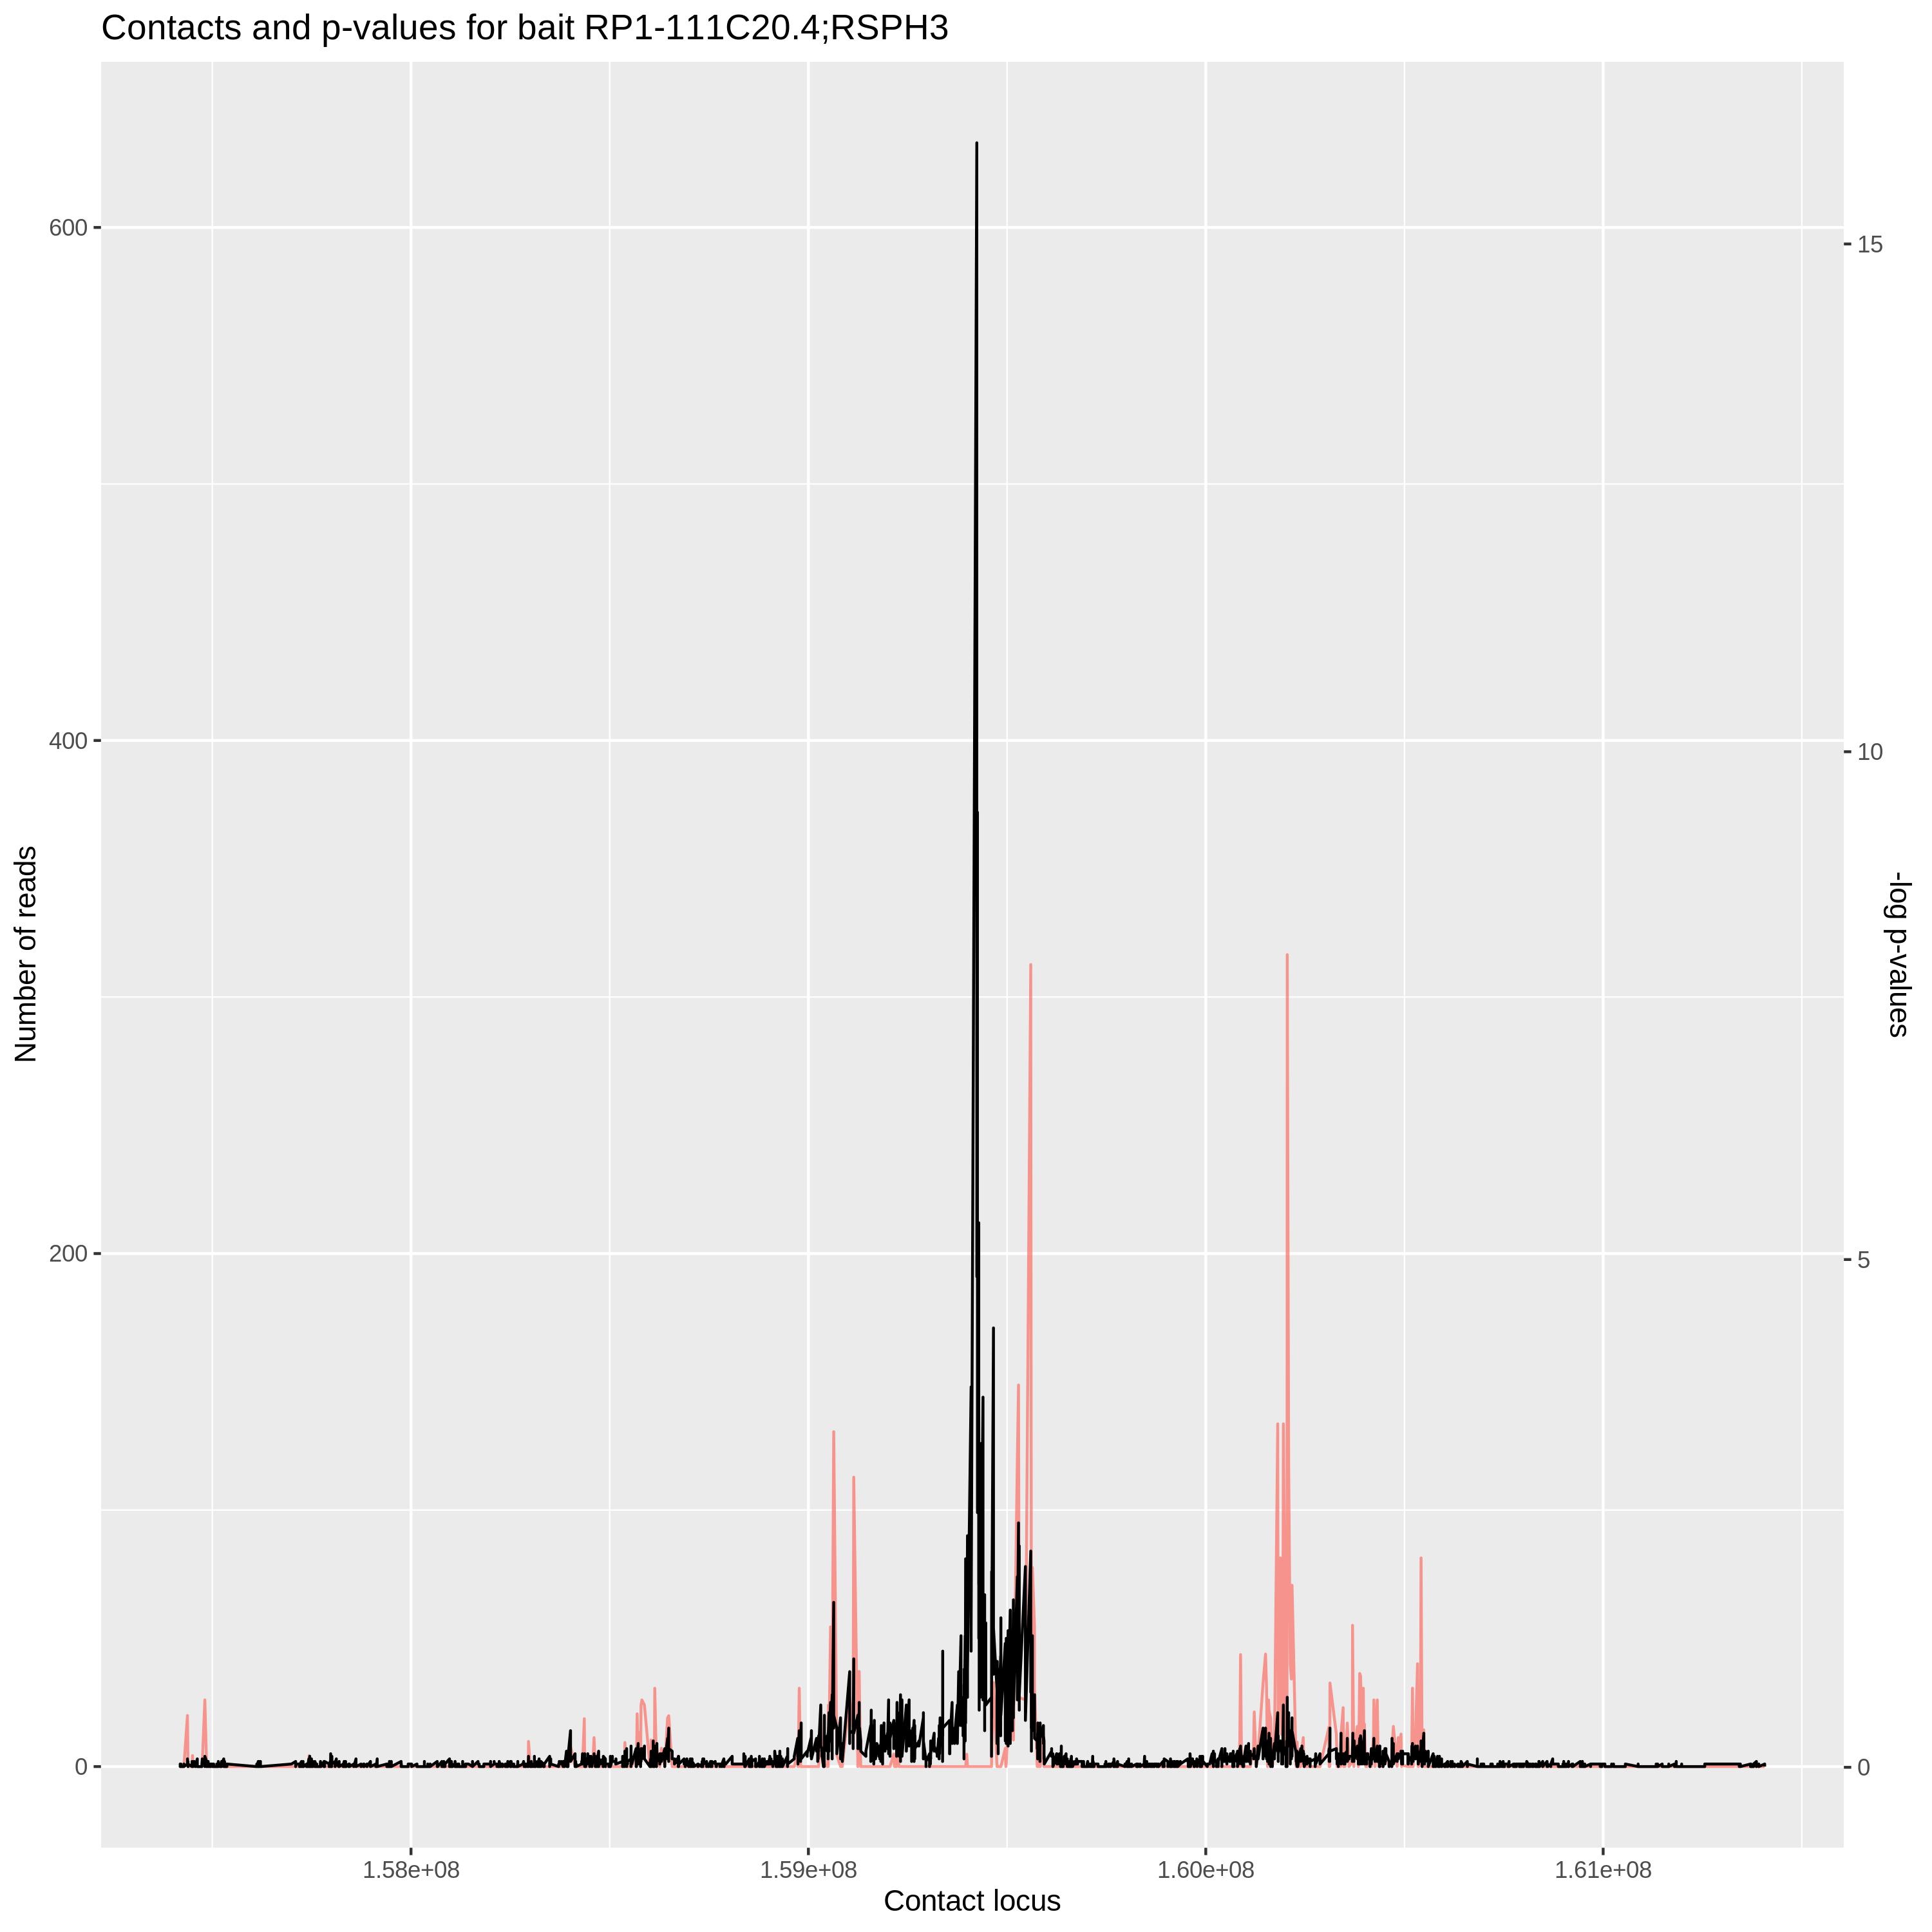 Contacts and p-values for bait RP1-111C20.4;RSPH3
Number of reads
600
400
200
0
15
10
5
0
-log p-values
1.58e+08
1.59e+08
1.60e+08
1.61e+08
Contact locus